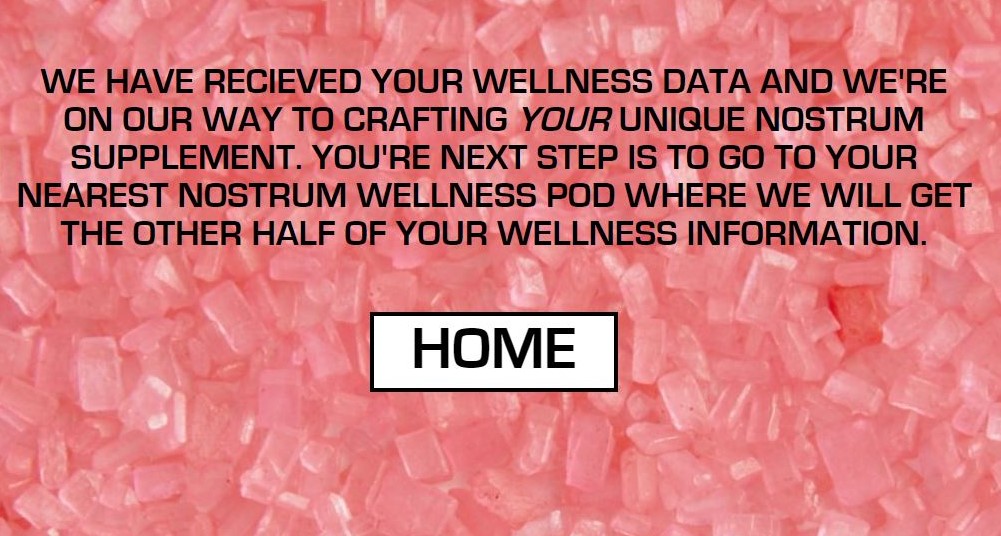 WE HAVE RECIEVED YOUR WELLNESS DATA AND WE'RE
ON OUR WAY TO CRAFTING YOUR UNIQUE NOSTRUM
SUPPLEMENT. YOU'RE NEXT STEP IS TO GO TO YOUR
NEAREST NOSTRUM WELLNESS POD WHERE WE WILL GET
THE OTHER HALF OF YOUR WELLNESS INFORMATION.
HOME